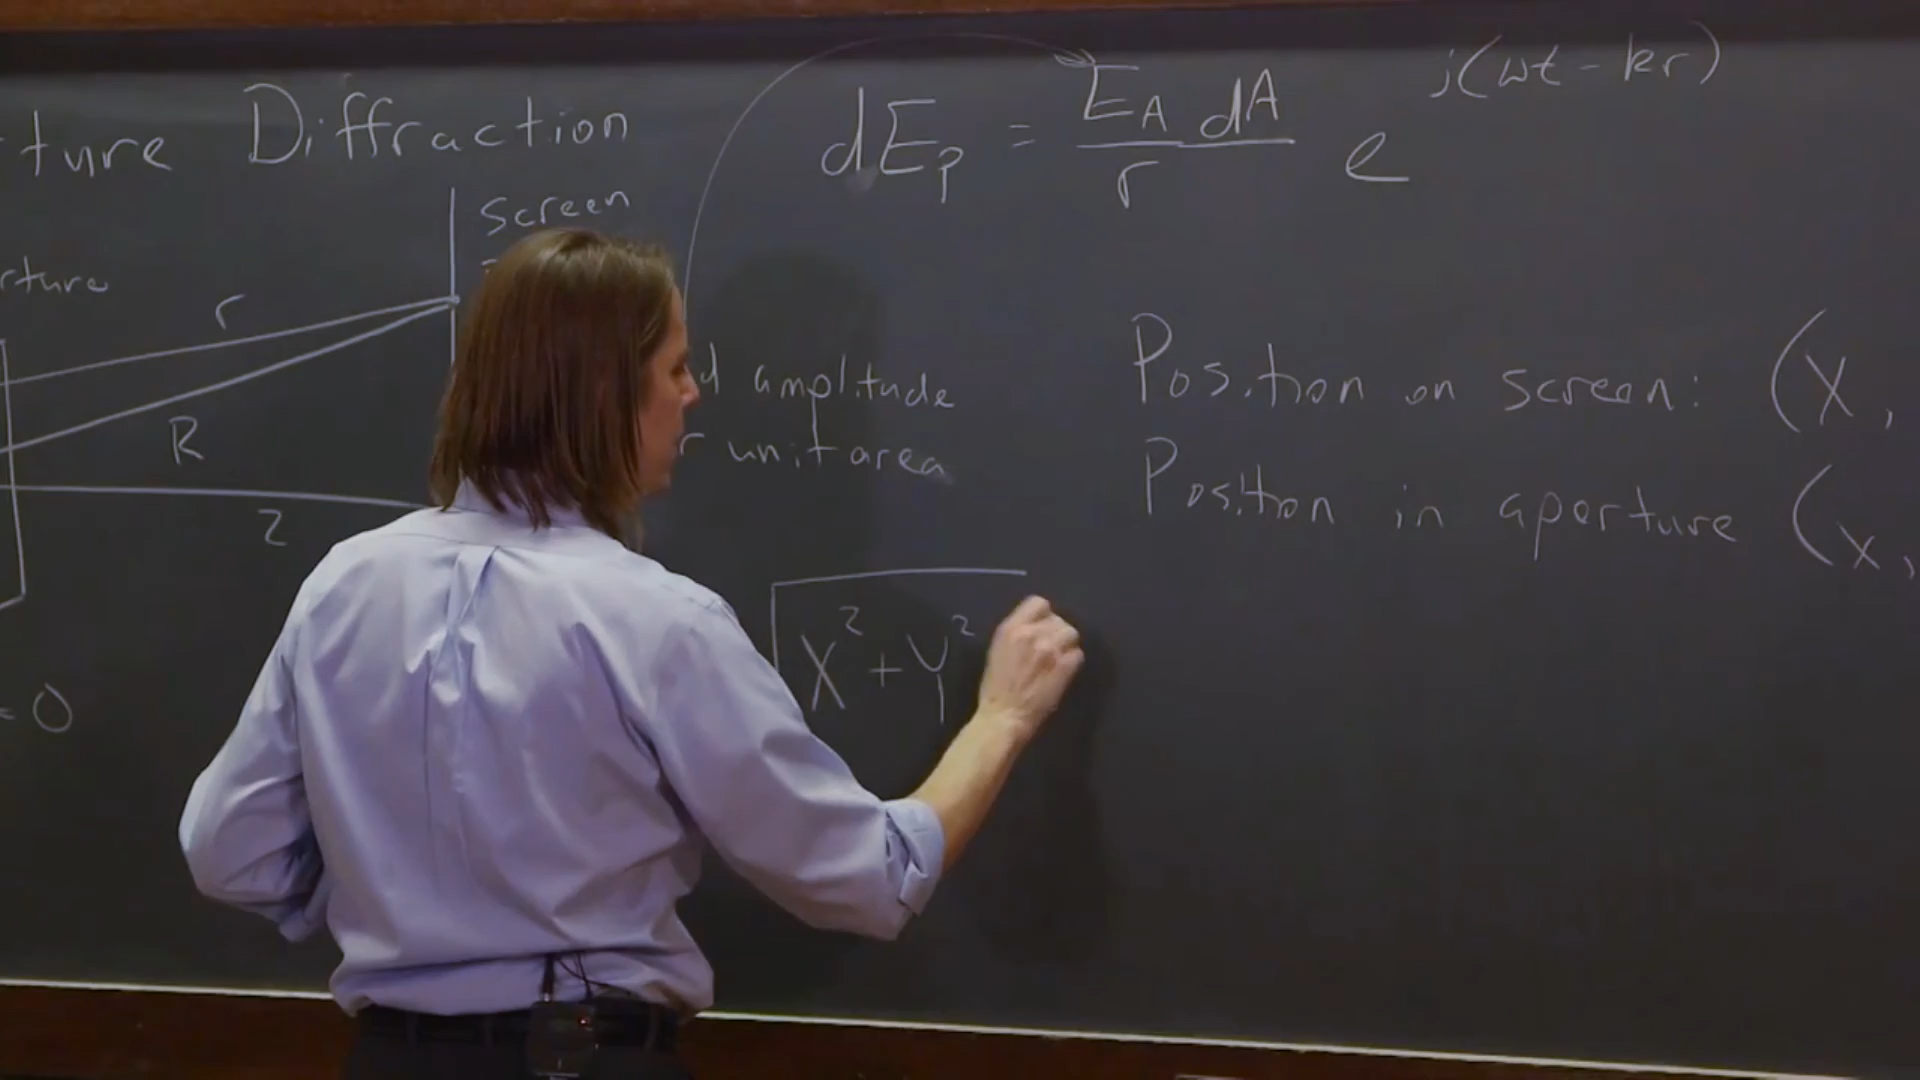 ture Diffraction
screen
rture
r
R
z
= 0
dE_P = E_A dA / r e^{j(ωt - kr)}
d amplitude
r unit area
Position on screen: (X,
Position in aperture (x,
√X² + Y²